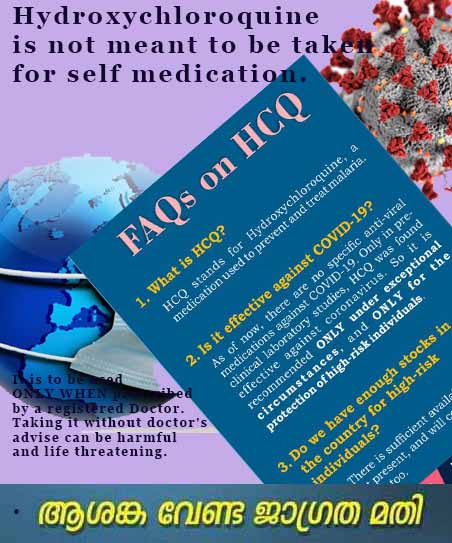 Hydroxychloroquine
is not meant to be taken
for self medication.
FAQs on HCQ
1. What is HCQ?
HCQ stands for Hydroxychloroquine, a
medication used to prevent and treat malaria.
2. Is it effective against COVID-19?
As of now, there are no specific anti-viral
medications against COVID-19. Only in pre-
clinical laboratory studies, HCQ was found
effective against coronavirus. So it is
recommended ONLY under exceptional
circumstances, and ONLY for the
protection of high-risk individuals.
3. Do we have enough stocks in
the country for high-risk
individuals?
There is sufficient
present, and will
too.
It is to be used
ONLY WHEN prescribed
by a registered Doctor.
Taking it without doctor's
advise can be harmful
and life threatening.
• ആശങ്ക വേണ്ട ജാഗ്രത മതി